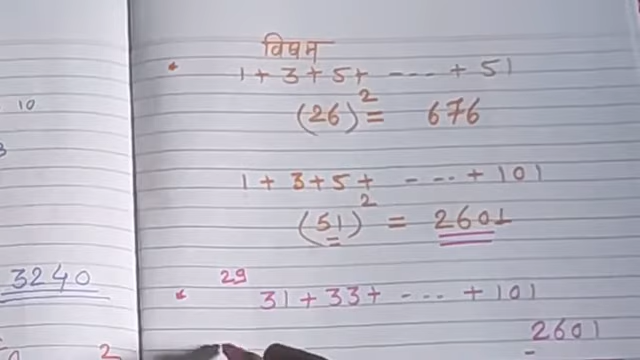 विषम
* 1 + 3 + 5 + ---- + 51
(26)² = 676
1 + 3 + 5 + ---- + 101
(51)² = 2601
29
* 31 + 33 + ---- + 101
2601
-
10
3240
2